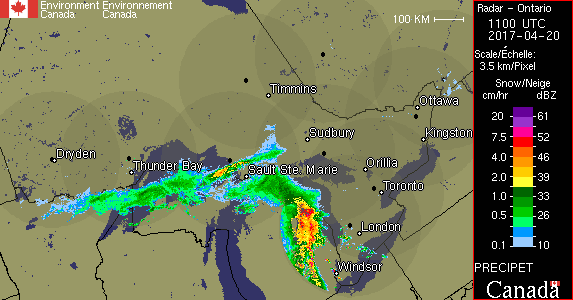 Environment Environnement
Canada Canada
100 KM
Timmins
Ottawa
Sudbury
Kingston
Dryden
Thunder Bay
Sault Ste. Marie
Orillia
Toronto
London
Windsor
Radar - Ontario
1100 UTC
2017-04-20
Scale/Échelle:
3.5 km/Pixel
Snow/Neige
cm/hr dBZ
20 61
7.5 52
4.0 46
2.0 39
1.0 33
0.5 26
0.1 10
PRECIPET
Canada